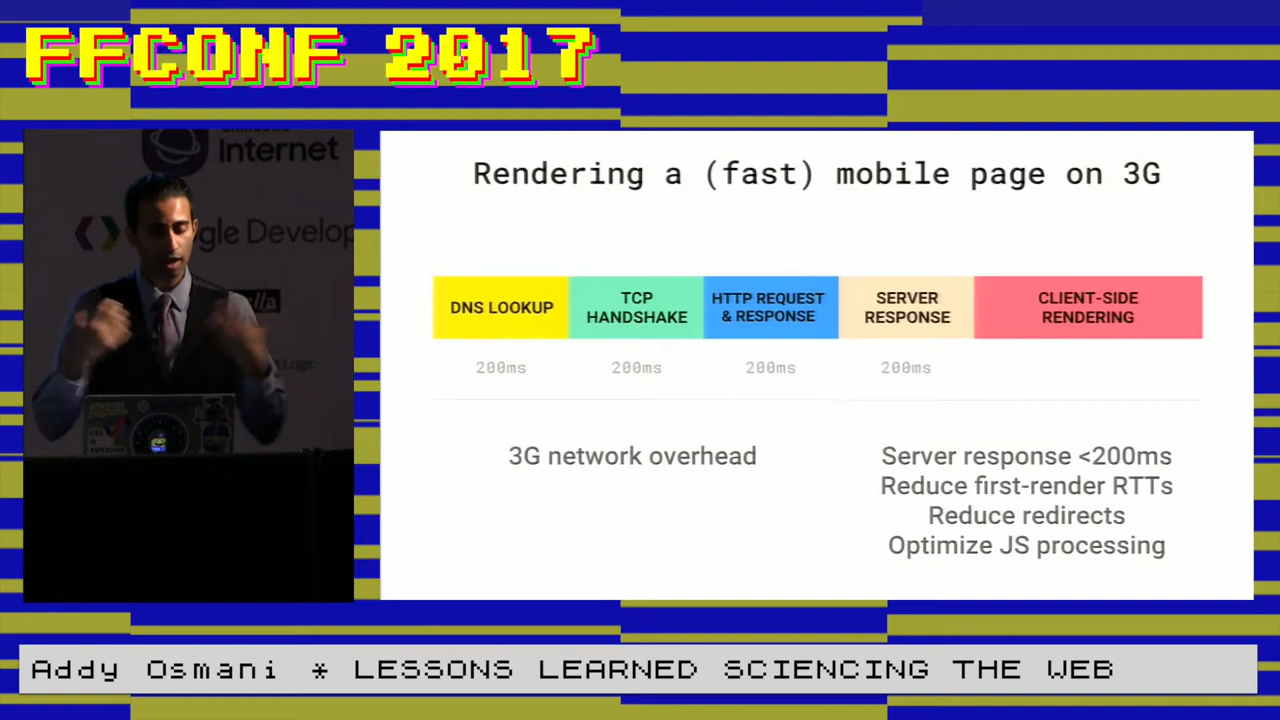 FFCONF 2017
Internet
gle Develop
Rendering a (fast) mobile page on 3G
DNS LOOKUP
TCP
HANDSHAKE
HTTP REQUEST
& RESPONSE
SERVER
RESPONSE
CLIENT-SIDE
RENDERING
200ms
200ms
200ms
200ms
3G network overhead
Server response <200ms
Reduce first-render RTTs
Reduce redirects
Optimize JS processing
Addy Osmani * LESSONS LEARNED SCIENCING THE WEB